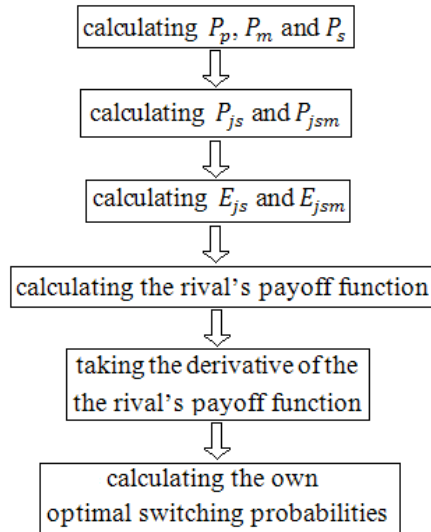 calculating P_p, P_m and P_s
calculating P_js and P_jsm
calculating E_js and E_jsm
calculating the rival's payoff function
taking the derivative of the
the rival's payoff function
calculating the own
optimal switching probabilities